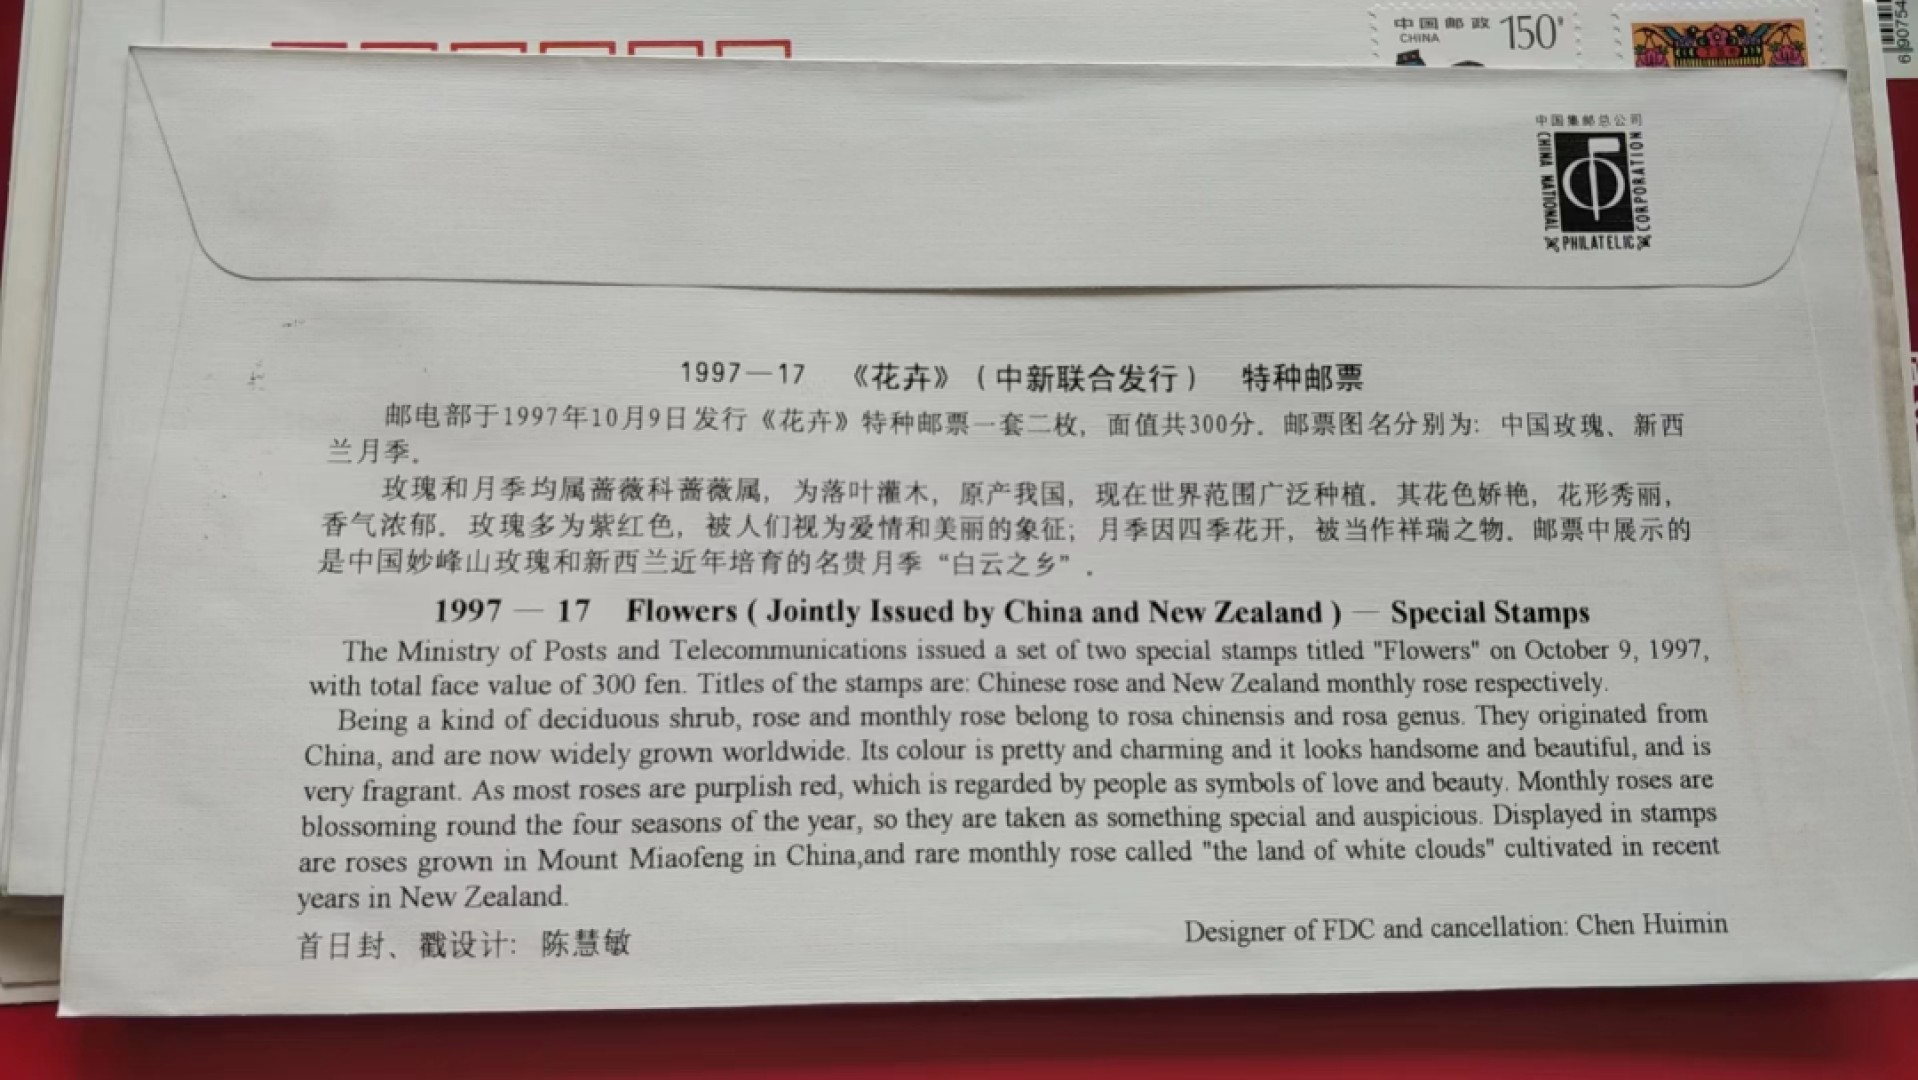 中国邮政
CHINA
150
690754
中国集邮总公司
CHINA NATIONAL
PHILATELIC
CORPORATION
1997—17 《花卉》（中新联合发行） 特种邮票
邮电部于1997年10月9日发行《花卉》特种邮票一套二枚，面值共300分．邮票图名分别为：中国玫瑰、新西
兰月季．
玫瑰和月季均属蔷薇科蔷薇属，为落叶灌木，原产我国，现在世界范围广泛种植．其花色娇艳，花形秀丽，
香气浓郁．玫瑰多为紫红色，被人们视为爱情和美丽的象征；月季因四季花开，被当作祥瑞之物．邮票中展示的
是中国妙峰山玫瑰和新西兰近年培育的名贵月季“白云之乡”．
1997 — 17 Flowers ( Jointly Issued by China and New Zealand ) — Special Stamps
The Ministry of Posts and Telecommunications issued a set of two special stamps titled "Flowers" on October 9, 1997,
with total face value of 300 fen. Titles of the stamps are: Chinese rose and New Zealand monthly rose respectively.
Being a kind of deciduous shrub, rose and monthly rose belong to rosa chinensis and rosa genus. They originated from
China, and are now widely grown worldwide. Its colour is pretty and charming and it looks handsome and beautiful, and is
very fragrant. As most roses are purplish red, which is regarded by people as symbols of love and beauty. Monthly roses are
blossoming round the four seasons of the year, so they are taken as something special and auspicious. Displayed in stamps
are roses grown in Mount Miaofeng in China,and rare monthly rose called "the land of white clouds" cultivated in recent
years in New Zealand.
首日封、戳设计：陈慧敏
Designer of FDC and cancellation: Chen Huimin